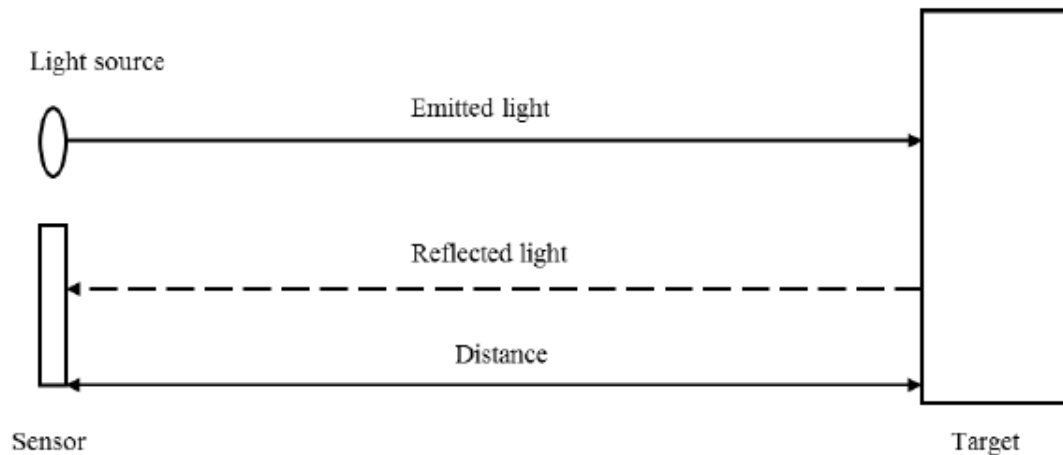 Light source
Emitted light
Reflected light
Distance
Sensor
Target